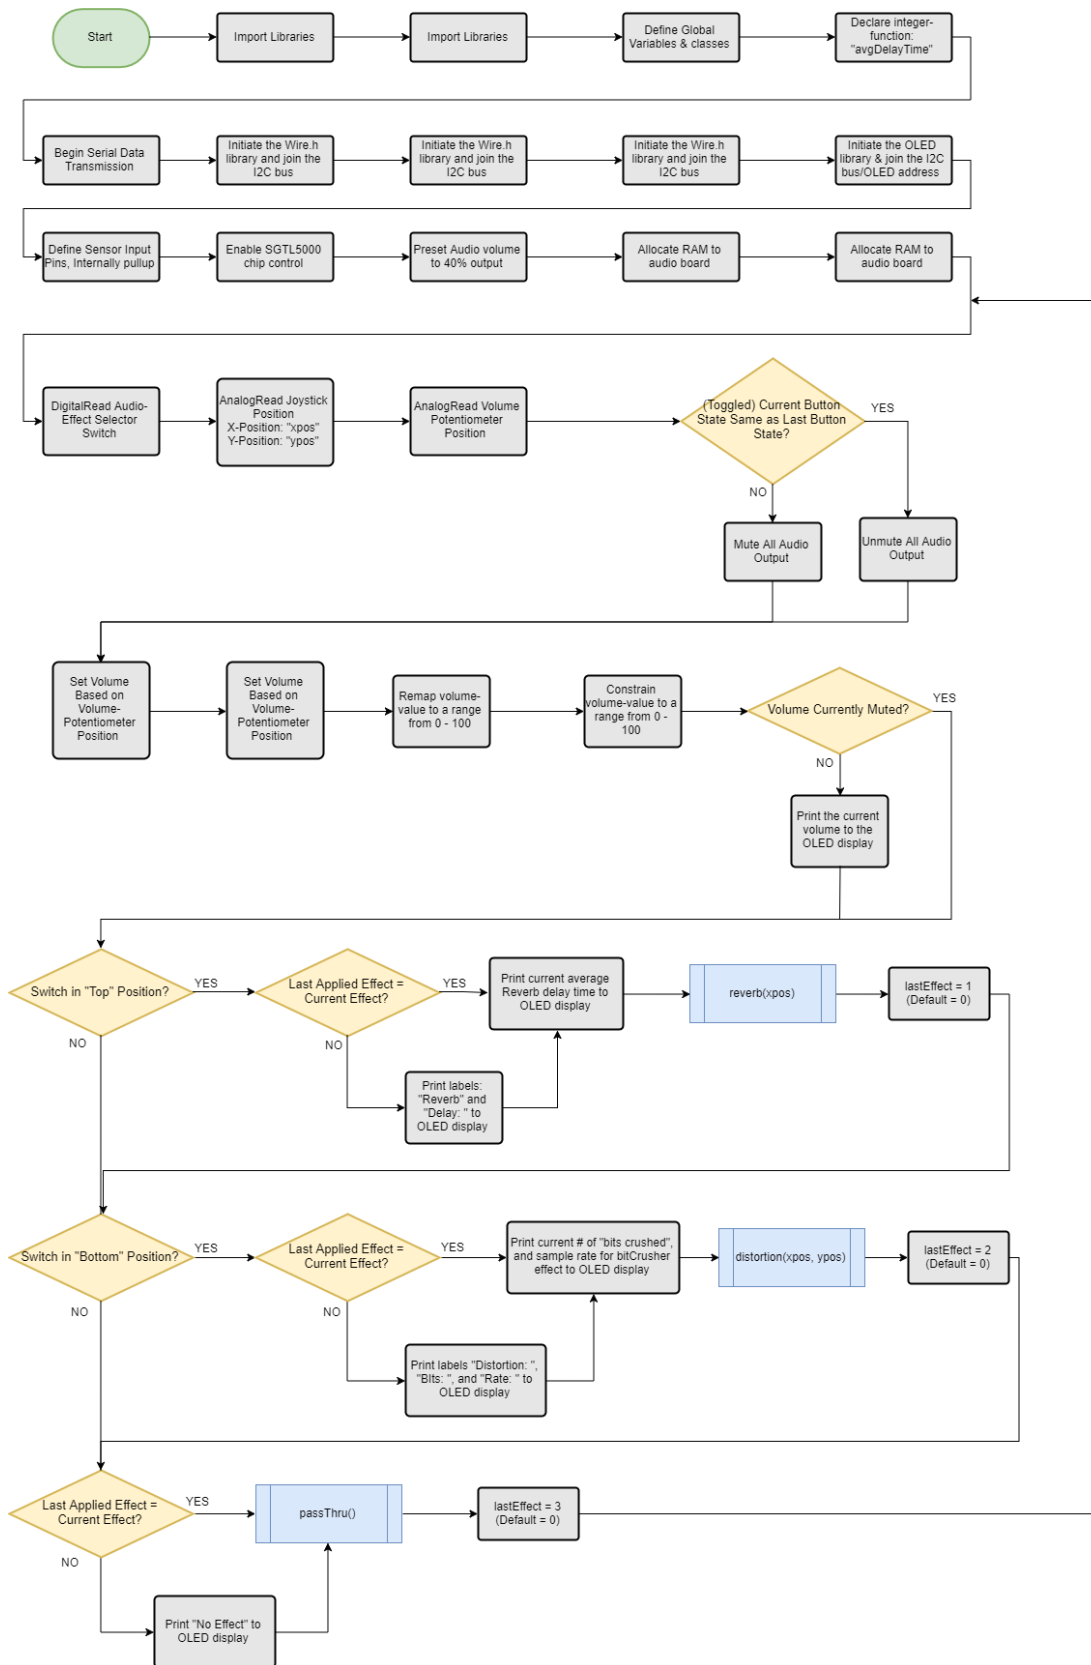 Start
Import Libraries
Import Libraries
Define Global
Variables & classes
Declare integer-
function:
"avgDelayTime"
Begin Serial Data
Transmission
Initiate the Wire.h
library and join the
I2C bus
Initiate the Wire.h
library and join the
I2C bus
Initiate the Wire.h
library and join the
I2C bus
Initiate the OLED
library & join the I2C
bus/OLED address
Define Sensor Input
Pins, Internally pullup
Enable SGTL5000
chip control
Preset Audio volume
to 40% output
Allocate RAM to
audio board
Allocate RAM to
audio board
DigitalRead Audio-
Effect Selector
Switch
AnalogRead Joystick
Position
X-Position: "xpos"
Y-Position: "ypos"
AnalogRead Volume
Potentiometer
Position
(Toggled) Current Button
State Same as Last Button
State?
YES
NO
Mute All Audio
Output
Unmute All Audio
Output
Set Volume
Based on
Volume-
Potentiometer
Position
Set Volume
Based on
Volume-
Potentiometer
Position
Remap volume-
value to a range
from 0 - 100
Constrain
volume-value to a
range from 0 -
100
Volume Currently Muted?
YES
NO
Print the current
volume to the
OLED display
Switch in "Top" Position?
YES
NO
Last Applied Effect =
Current Effect?
YES
NO
Print current average
Reverb delay time to
OLED display
reverb(xpos)
lastEffect = 1
(Default = 0)
Print labels:
"Reverb" and
"Delay: " to
OLED display
Switch in "Bottom" Position?
YES
NO
Last Applied Effect =
Current Effect?
YES
NO
Print current # of "bits crushed",
and sample rate for bitCrusher
effect to OLED display
distortion(xpos, ypos)
lastEffect = 2
(Default = 0)
Print labels "Distortion: ",
"BIts: ", and "Rate: " to
OLED display
Last Applied Effect =
Current Effect?
YES
NO
passThru()
lastEffect = 3
(Default = 0)
Print "No Effect" to
OLED display